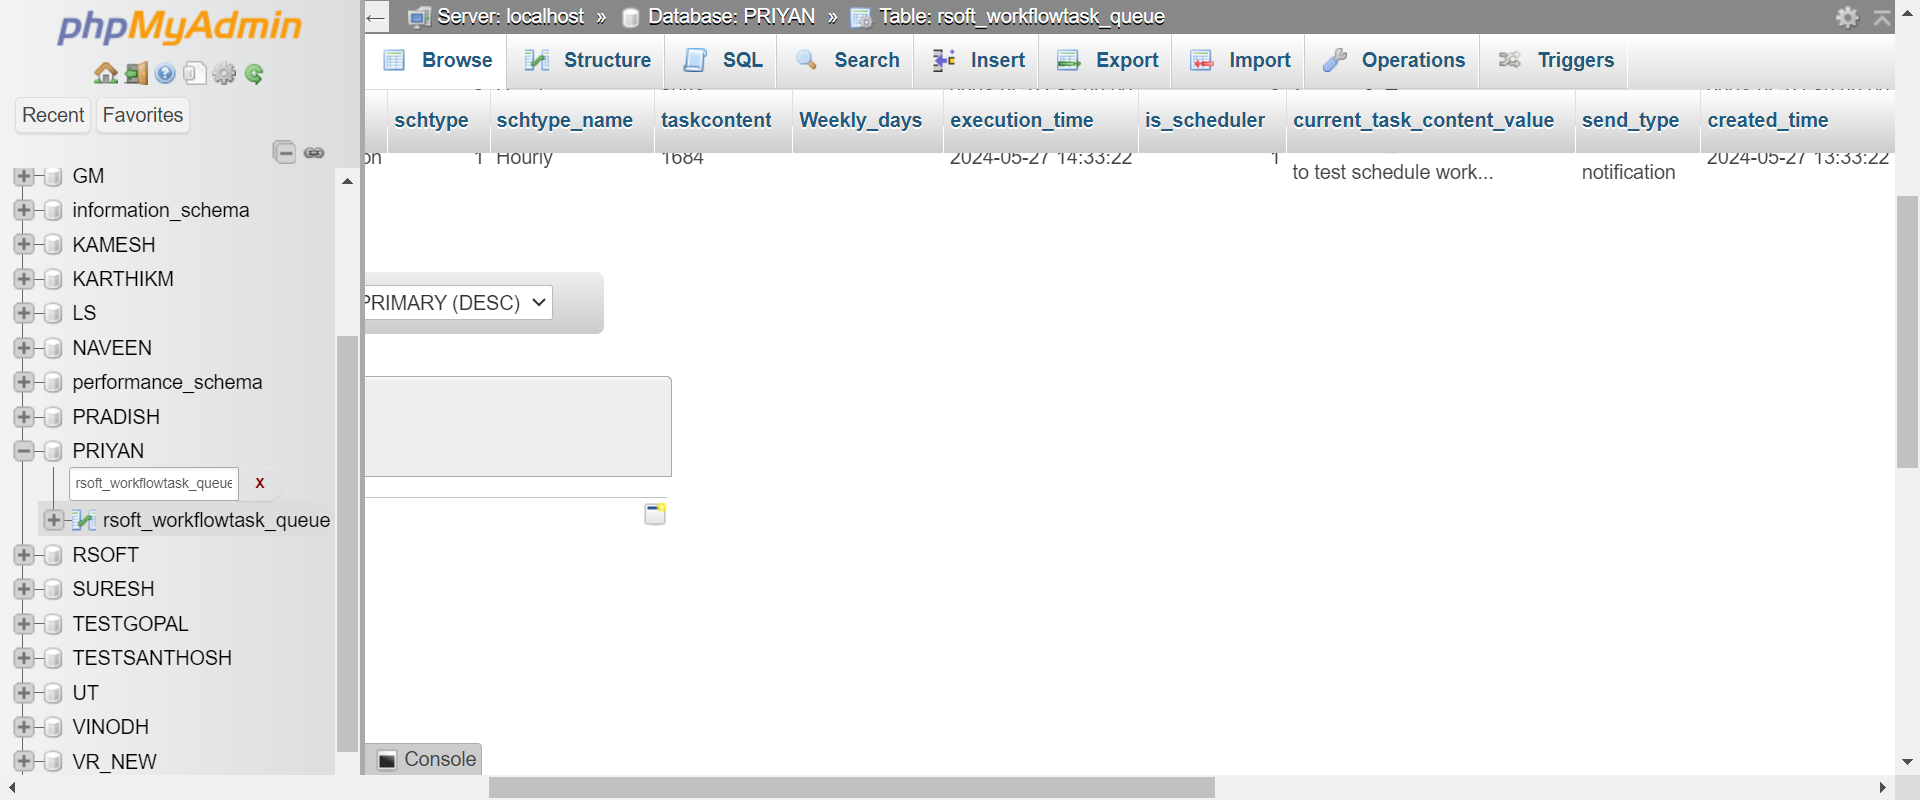 phpMyAdmin
Recent Favorites
GM
information_schema
KAMESH
KARTHIKM
LS
NAVEEN
performance_schema
PRADISH
PRIYAN
rsoft_workflowtask_queue X
rsoft_workflowtask_queue
RSOFT
SURESH
TESTGOPAL
TESTSANTHOSH
UT
VINODH
VR_NEW
Server: localhost » Database: PRIYAN » Table: rsoft_workflowtask_queue
Browse Structure SQL Search Insert Export Import Operations Triggers
schtype schtype_name taskcontent Weekly_days execution_time is_scheduler current_task_content_value send_type created_time
on 1 Hourly 1684 2024-05-27 14:33:22 1 to test schedule work... notification 2024-05-27 13:33:22
PRIMARY (DESC)
Console